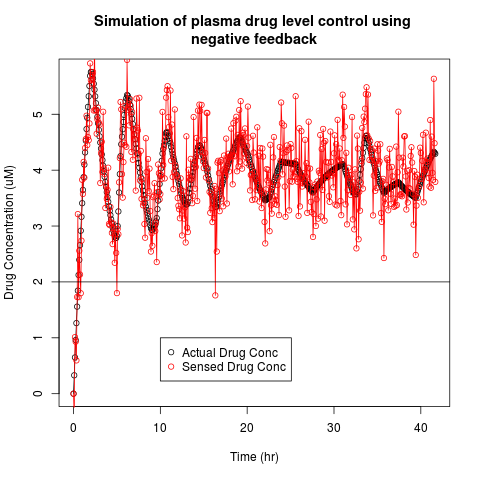 Simulation of plasma drug level control using
negative feedback
Drug Concentration (uM)
5
4
3
2
1
0
Actual Drug Conc
Sensed Drug Conc
0 10 20 30 40
Time (hr)